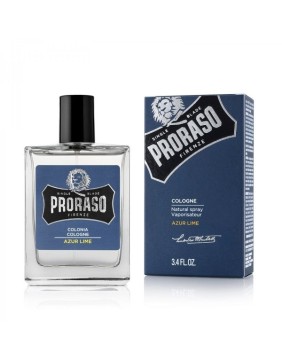 SINGLE BLADE
PRORASO
FIRENZE
COLONIA
COLOGNE
AZUR LIME
SINGLE BLADE
PRORASO
FIRENZE
COLOGNE
Natural spray
Vaporisateur
AZUR LIME
3.4 FL.OZ.